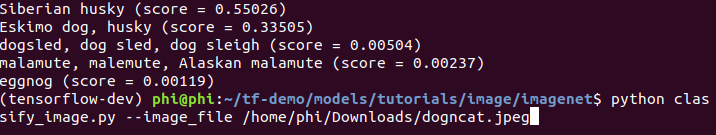 Siberian husky (score = 0.55026)
Eskimo dog, husky (score = 0.33505)
dogsled, dog sled, dog sleigh (score = 0.00504)
malamute, malemute, Alaskan malamute (score = 0.00237)
eggnog (score = 0.00119)
(tensorflow-dev) phi@phi:~/tf-demo/models/tutorials/image/imagenet$ python clas
sify_image.py --image_file /home/phi/Downloads/dogncat.jpeg